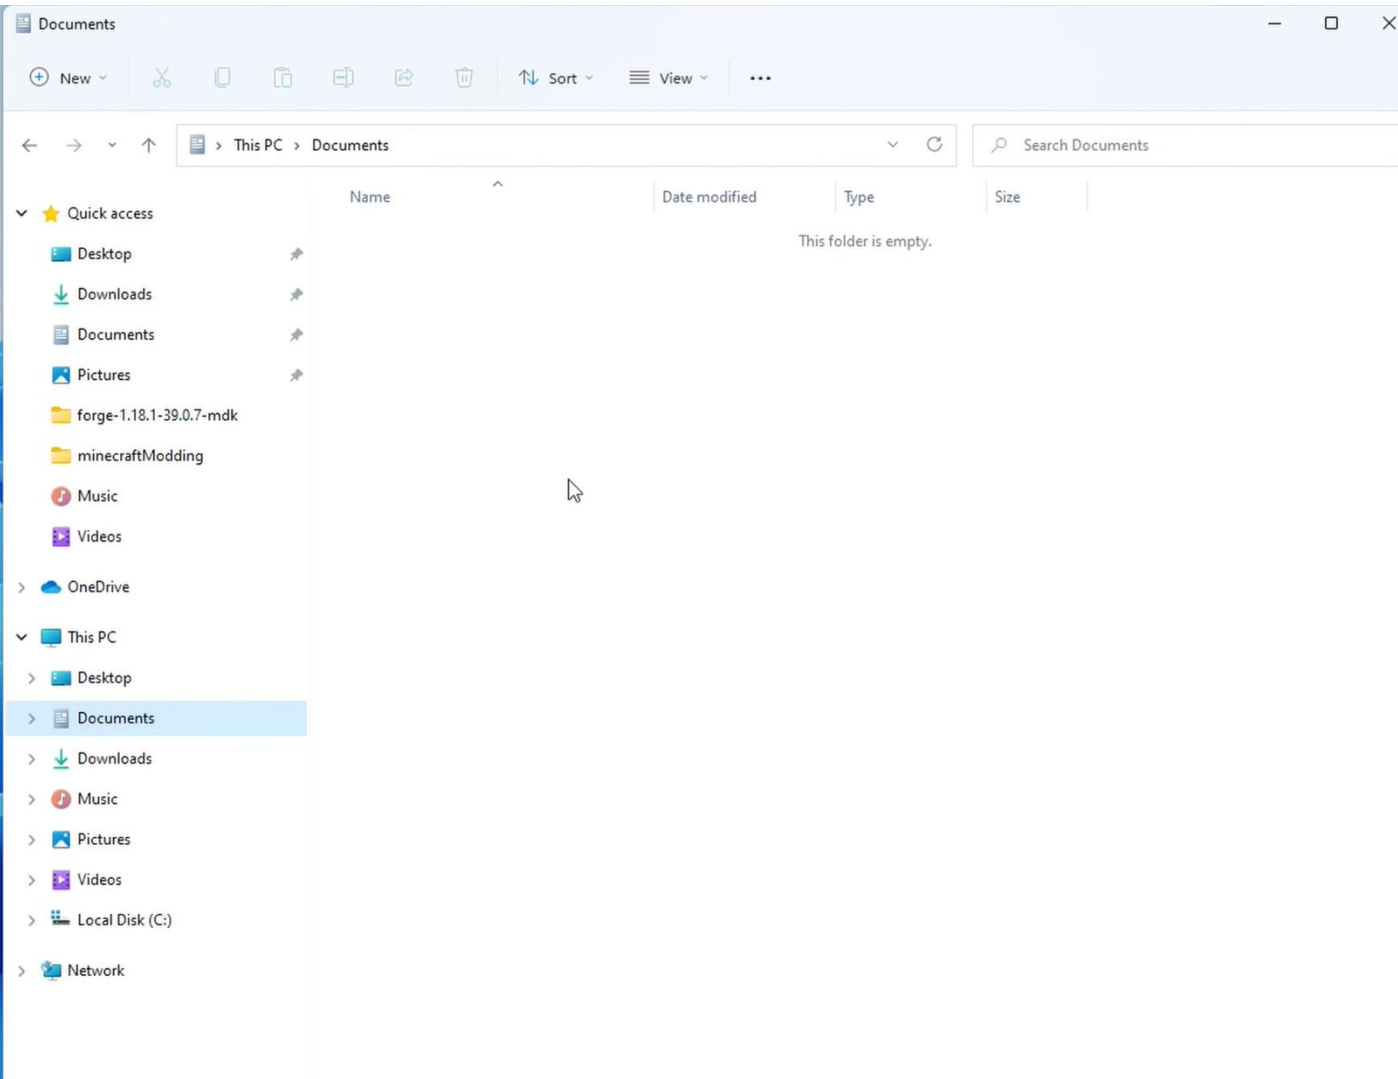 Documents
New
Sort
View
This PC
Documents
Search Documents
Name
Date modified
Type
Size
This folder is empty.
Quick access
Desktop
Downloads
Documents
Pictures
forge-1.18.1-39.0.7-mdk
minecraftModding
Music
Videos
OneDrive
This PC
Desktop
Documents
Downloads
Music
Pictures
Videos
Local Disk (C:)
Network